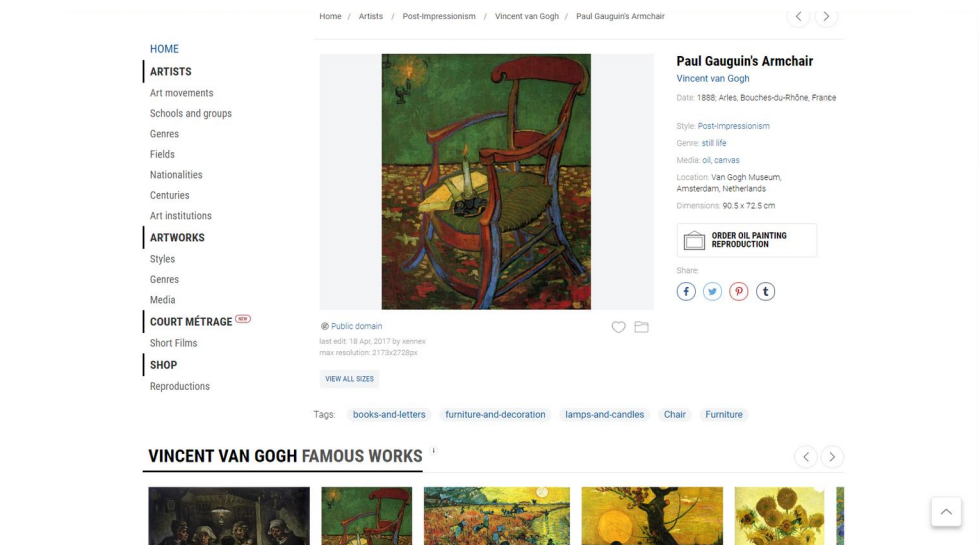 Home / Artists / Post-Impressionism / Vincent van Gogh / Paul Gauguin's Armchair
HOME
ARTISTS
Art movements
Schools and groups
Genres
Fields
Nationalities
Centuries
Art institutions
ARTWORKS
Styles
Genres
Media
COURT MÉTRAGE NEW
Short Films
SHOP
Reproductions
Paul Gauguin's Armchair
Vincent van Gogh
Date: 1888; Arles, Bouches-du-Rhône, France
Style: Post-Impressionism
Genre: still life
Media: oil, canvas
Location: Van Gogh Museum,
Amsterdam, Netherlands
Dimensions: 90.5 x 72.5 cm
ORDER OIL PAINTING
REPRODUCTION
Share:
Public domain
last edit: 18 Apr, 2017 by xennex
max resolution: 2173x2728px
VIEW ALL SIZES
Tags: books-and-letters furniture-and-decoration lamps-and-candles Chair Furniture
VINCENT VAN GOGH FAMOUS WORKS i